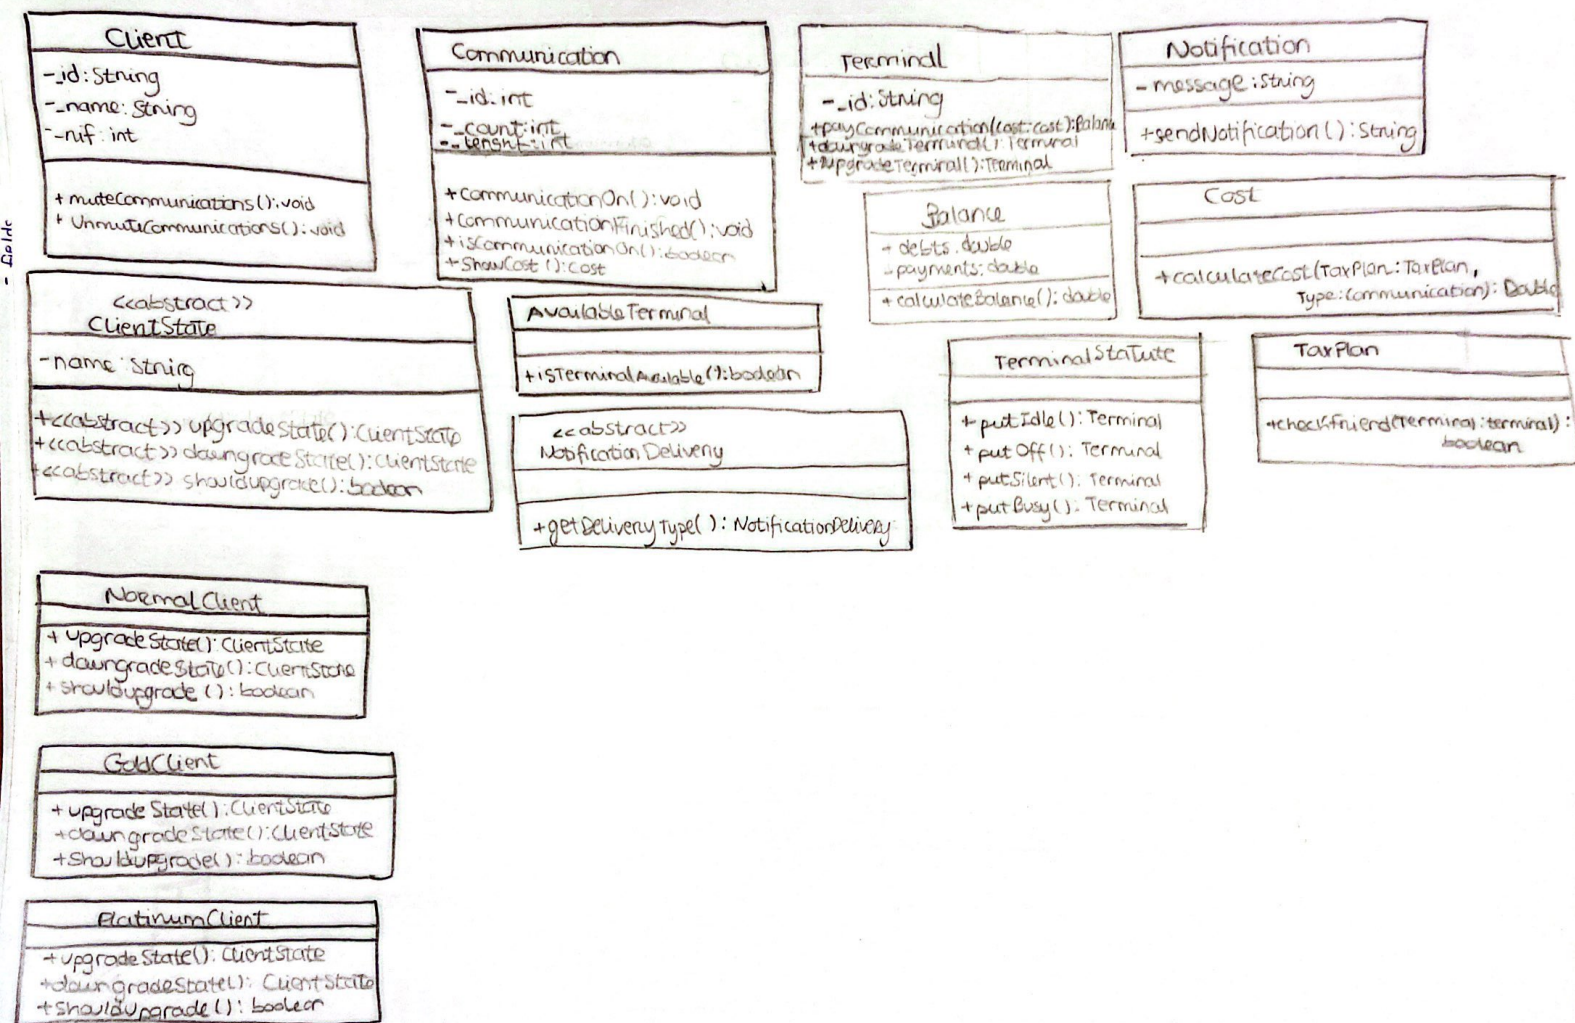 Client
-_id: String
-_name: String
-_nif: int
+ muteCommunications(): void
+ UnmuteCommunications(): void
Communication
-_id: int
-_count: int
+ communicationOn(): void
+ communicationFinished(): void
+ isCommunicationOn(): boolean
+ ShowCost(): Cost
Terminal
-_id: String
+payCommunication(cost: cost): Balance
+downgradeTerminal(): Terminal
+UpgradeTerminal(): Terminal
Notification
- message: String
+sendNotification(): String
Balance
- debts: double
- payments: double
+ calculateBalance(): double
Cost
+calculateCost(TaxPlan: TaxPlan,
Type: Communication): Double
<<abstract>>
ClientState
-name: String
+<<abstract>> upgradeState(): ClientState
+<<abstract>> downgradeState(): ClientState
+<<abstract>> shouldupgrade(): boolean
AvailableTerminal
+isTerminalAvailable(): boolean
<<abstract>>
NotificationDelivery
+getDeliveryType(): NotificationDelivery
TerminalStatute
+putIdle(): Terminal
+putOff(): Terminal
+putSilent(): Terminal
+putBusy(): Terminal
TaxPlan
+checkfriend(Terminal: terminal):
boolean
NormalClient
+ upgradeState(): ClientState
+ downgradeState(): ClientState
+ shouldupgrade(): boolean
GoldClient
+ upgradeState(): ClientState
+downgradeState(): ClientState
+Shouldupgrade(): boolean
PlatinumClient
+upgradeState(): ClientState
+downgradeState(): ClientState
+ShouldUpgrade(): boolean